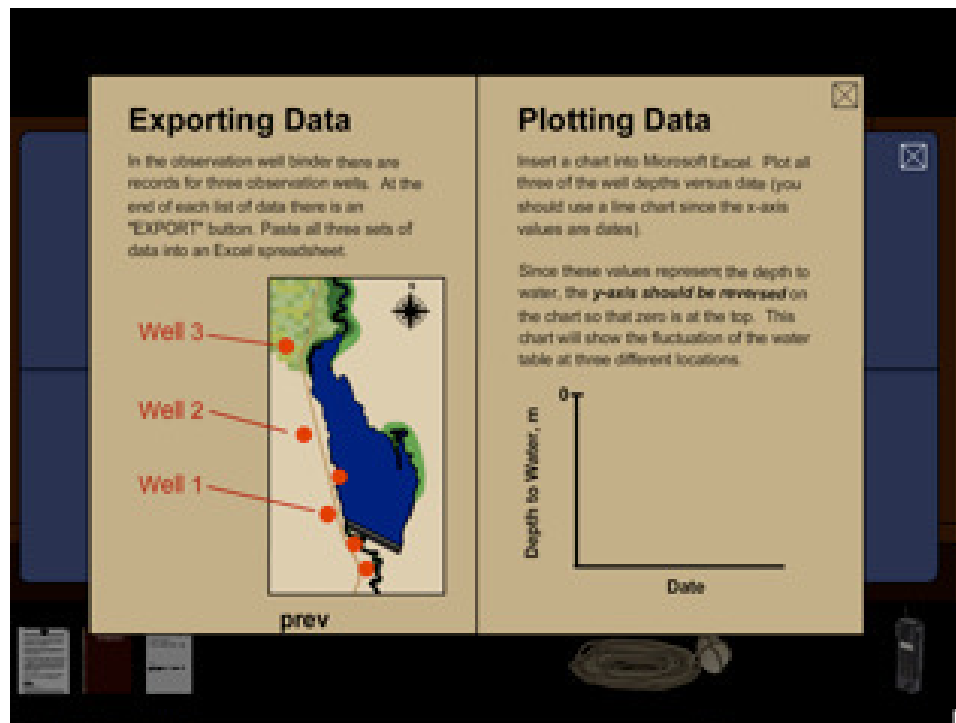 Exporting Data
In the observation well binder there are
records for three observation wells. At the
end of each list of data there is an
"EXPORT" button. Paste all three sets of
data into an Excel spreadsheet.
Well 3
Well 2
Well 1
prev
Plotting Data
Insert a chart into Microsoft Excel. Plot all
three of the well depths versus date (you
should use a line chart since the x-axis
values are dates).
Since these values represent the depth to
water, the y-axis should be reversed on
the chart so that zero is at the top. This
chart will show the fluctuation of the water
table at three different locations.
0
Depth to Water, m
Date